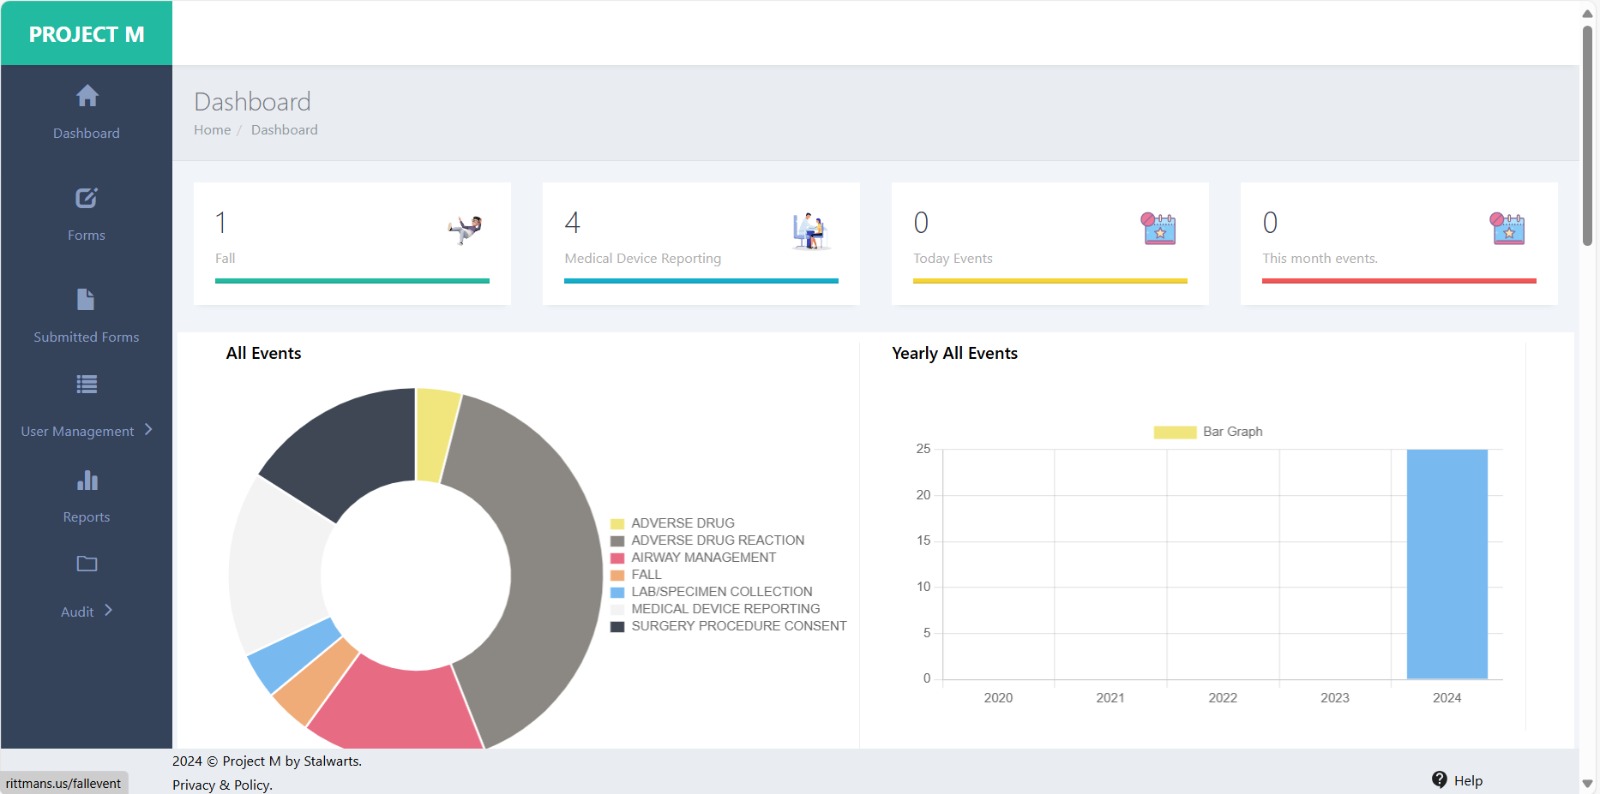 PROJECT M
Dashboard
Forms
Submitted Forms
User Management
Reports
Audit
Dashboard
Home / Dashboard
1
Fall
4
Medical Device Reporting
0
Today Events
0
This month events.
All Events
ADVERSE DRUG
ADVERSE DRUG REACTION
AIRWAY MANAGEMENT
FALL
LAB/SPECIMEN COLLECTION
MEDICAL DEVICE REPORTING
SURGERY PROCEDURE CONSENT
Yearly All Events
Bar Graph
25
20
15
10
5
0
2020 2021 2022 2023 2024
2024 © Project M by Stalwarts.
Privacy & Policy.
Help
rittmans.us/fallevent